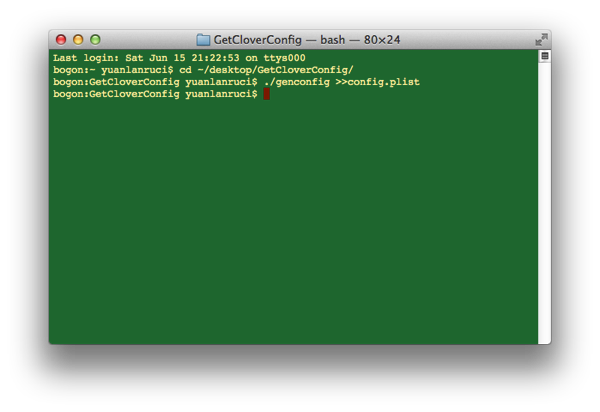 GetCloverConfig — bash — 80×24
Last login: Sat Jun 15 21:22:53 on ttys000
bogon:~ yuanlanruci$ cd ~/desktop/GetCloverConfig/
bogon:GetCloverConfig yuanlanruci$ ./genconfig >>config.plist
bogon:GetCloverConfig yuanlanruci$